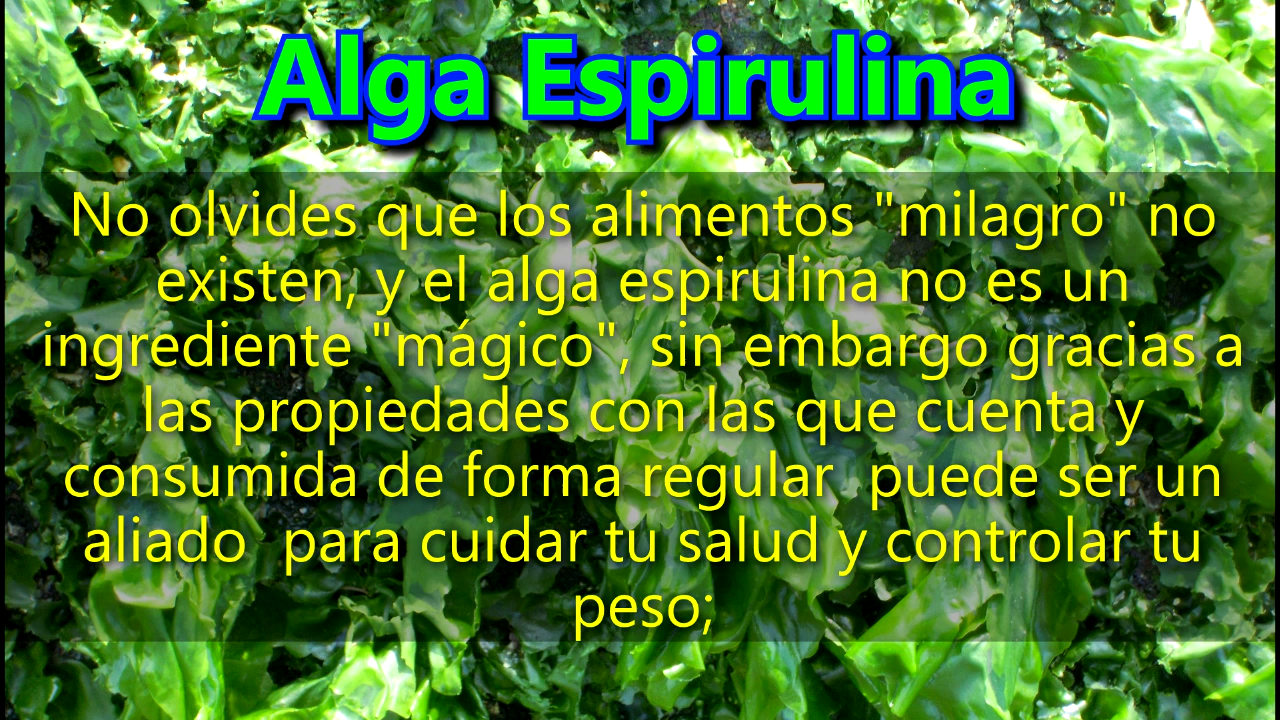 Alga Espirulina
No olvides que los alimentos "milagro" no
existen, y el alga espirulina no es un
ingrediente "mágico", sin embargo gracias a
las propiedades con las que cuenta y
consumida de forma regular  puede ser un
aliado  para cuidar tu salud y controlar tu
peso;